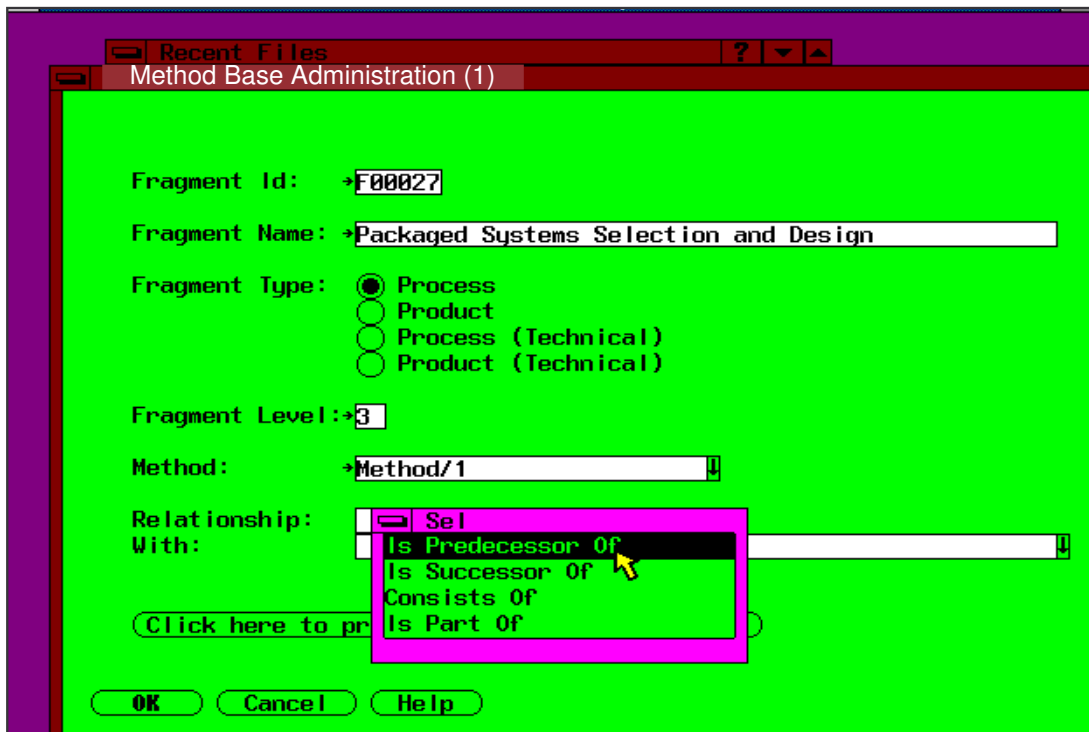 Recent Files ?
Method Base Administration (1)
Fragment Id: F00027
Fragment Name: Packaged Systems Selection and Design
Fragment Type: Process
Product
Process (Technical)
Product (Technical)
Fragment Level: 3
Method: Method/1
Relationship: Sel
With: Is Predecessor Of
Is Successor Of
Consists Of
Click here to pr Is Part Of
OK Cancel Help